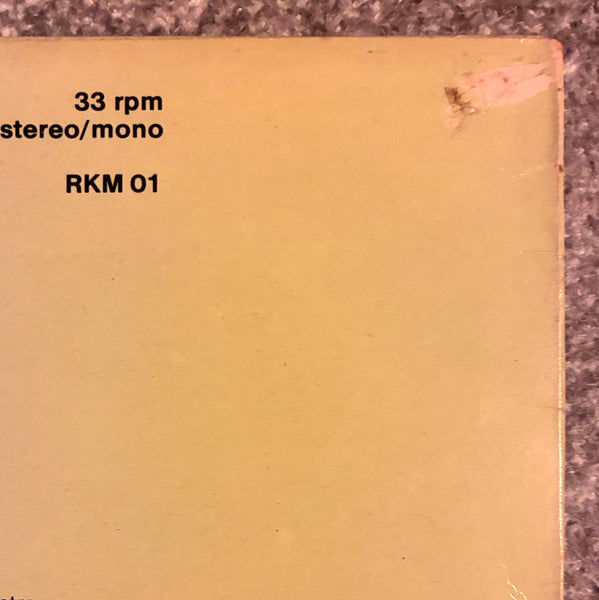 33 rpm
stereo/mono
RKM 01